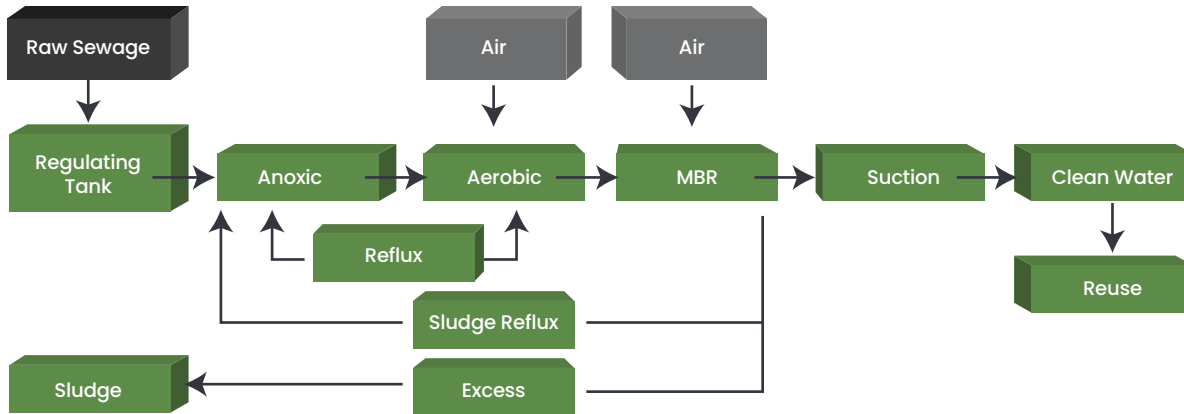 Raw Sewage
Air
Air
Regulating
Tank
Anoxic
Aerobic
MBR
Suction
Clean Water
Reflux
Reuse
Sludge Reflux
Sludge
Excess